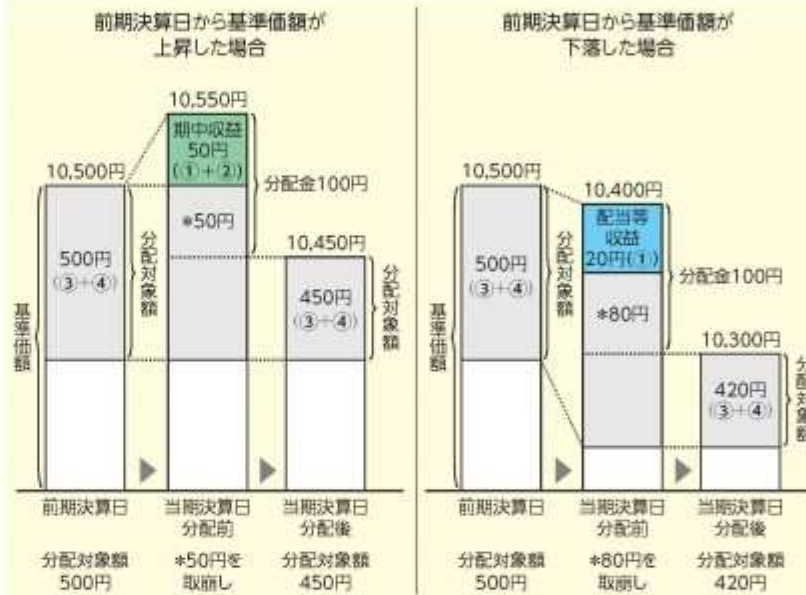 前期決算日から基準価額が
上昇した場合
10,550円
期中収益
50円
(①+②)
10,500円
分配金100円
*50円
10,450円
500円
(③+④)
分配対象額
450円
(③+④)
分配対象額
基準価額
前期決算日
当期決算日
分配前
当期決算日
分配後
分配対象額
500円
*50円を
取崩し
分配対象額
450円
前期決算日から基準価額が
下落した場合
10,500円
10,400円
配当等
収益
20円(①)
分配金100円
500円
(③+④)
分配対象額
*80円
10,300円
420円
(③+④)
分配対象額
基準価額
前期決算日
当期決算日
分配前
当期決算日
分配後
分配対象額
500円
*80円を
取崩し
分配対象額
420円